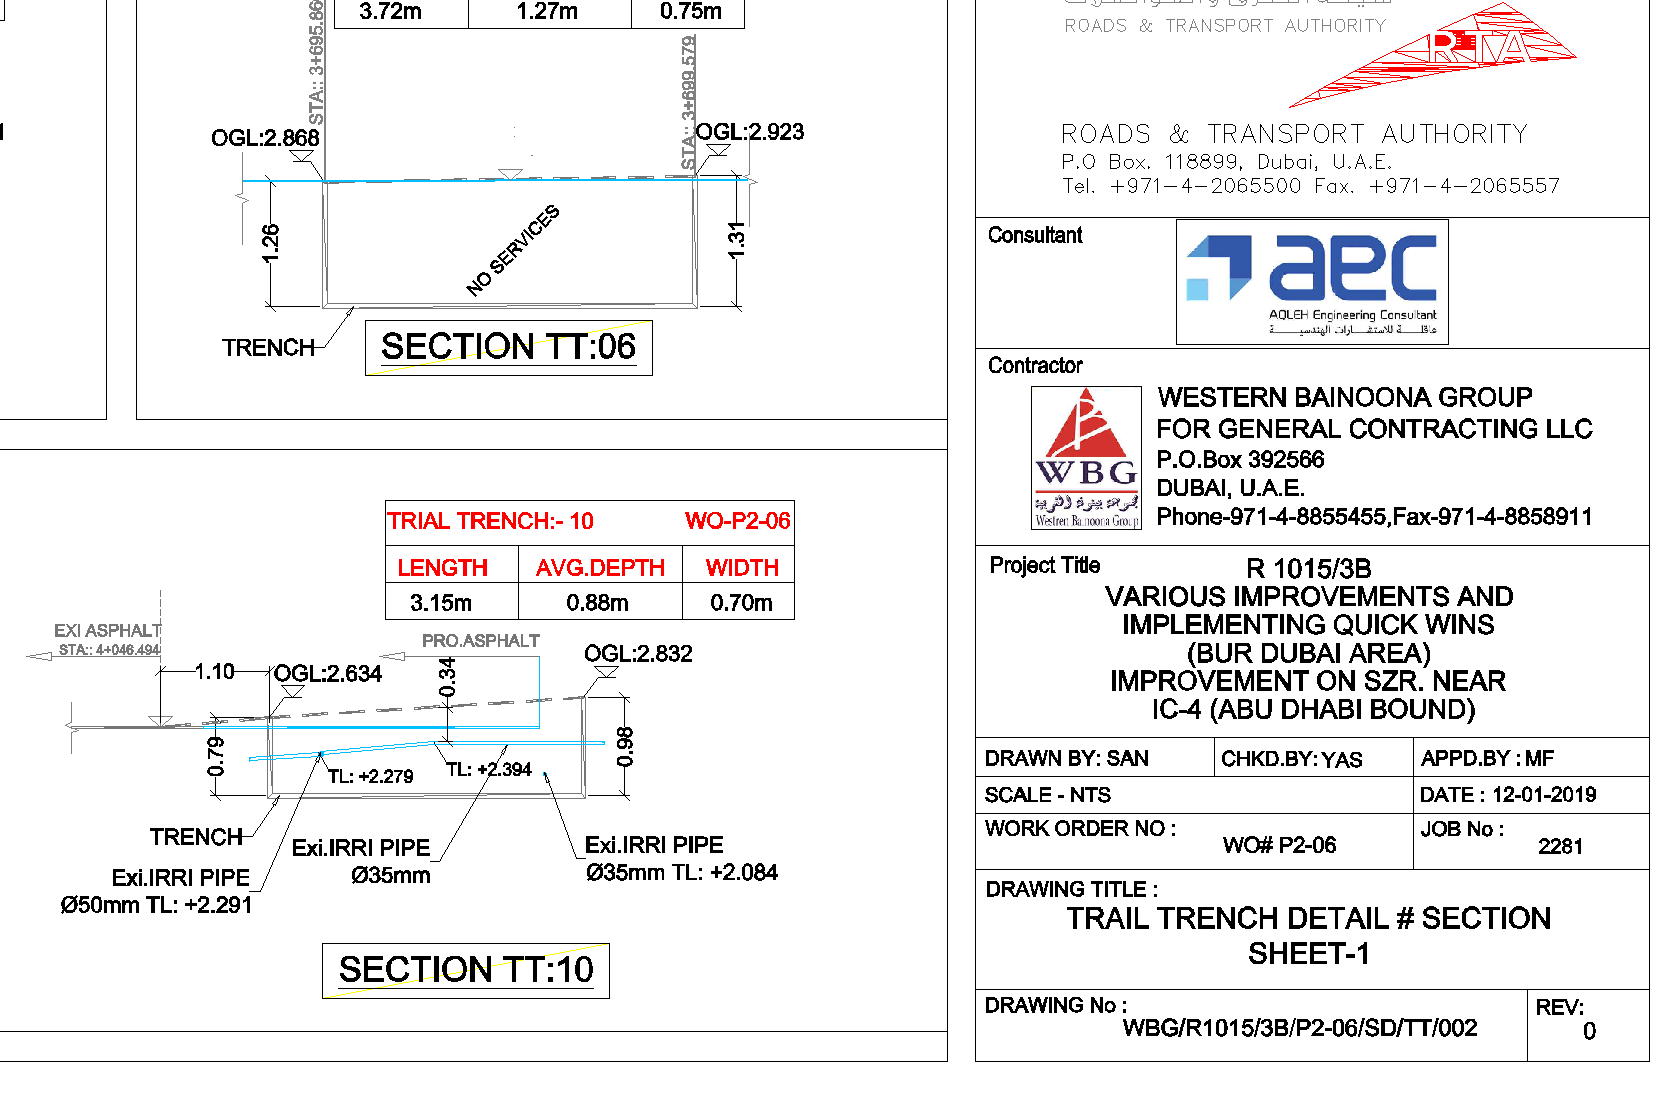 3.72m 1.27m 0.75m
STA:: 3+695.86
STA:: 3+699.579
OGL:2.868
OGL:2.923
1.26
1.31
NO SERVICES
TRENCH
SECTION TT:06
TRIAL TRENCH:- 10 WO-P2-06
LENGTH AVG.DEPTH WIDTH
3.15m 0.88m 0.70m
EXI ASPHALT
STA:: 4+046.494
PRO.ASPHALT
OGL:2.832
1.10
OGL:2.634
0.34
0.79
0.98
TL: +2.279
TL: +2.394
TRENCH
Exi.IRRI PIPE
Ø50mm TL: +2.291
Exi.IRRI PIPE
Ø35mm
Exi.IRRI PIPE
Ø35mm TL: +2.084
SECTION TT:10
ROADS & TRANSPORT AUTHORITY
RTA
ROADS & TRANSPORT AUTHORITY
P.O Box. 118899, Dubai, U.A.E.
Tel. +971-4-2065500 Fax. +971-4-2065557
Consultant
aec
AQLEH Engineering Consultant
عاقلة للاستشارات الهندسية
Contractor
WBG
Westren Bainoona Group
WESTERN BAINOONA GROUP
FOR GENERAL CONTRACTING LLC
P.O.Box 392566
DUBAI, U.A.E.
Phone-971-4-8855455,Fax-971-4-8858911
Project Title
R 1015/3B
VARIOUS IMPROVEMENTS AND
IMPLEMENTING QUICK WINS
(BUR DUBAI AREA)
IMPROVEMENT ON SZR. NEAR
IC-4 (ABU DHABI BOUND)
DRAWN BY: SAN CHKD.BY: YAS APPD.BY : MF
SCALE - NTS DATE : 12-01-2019
WORK ORDER NO : WO# P2-06 JOB No : 2281
DRAWING TITLE :
TRAIL TRENCH DETAIL # SECTION
SHEET-1
DRAWING No : WBG/R1015/3B/P2-06/SD/TT/002
REV: 0